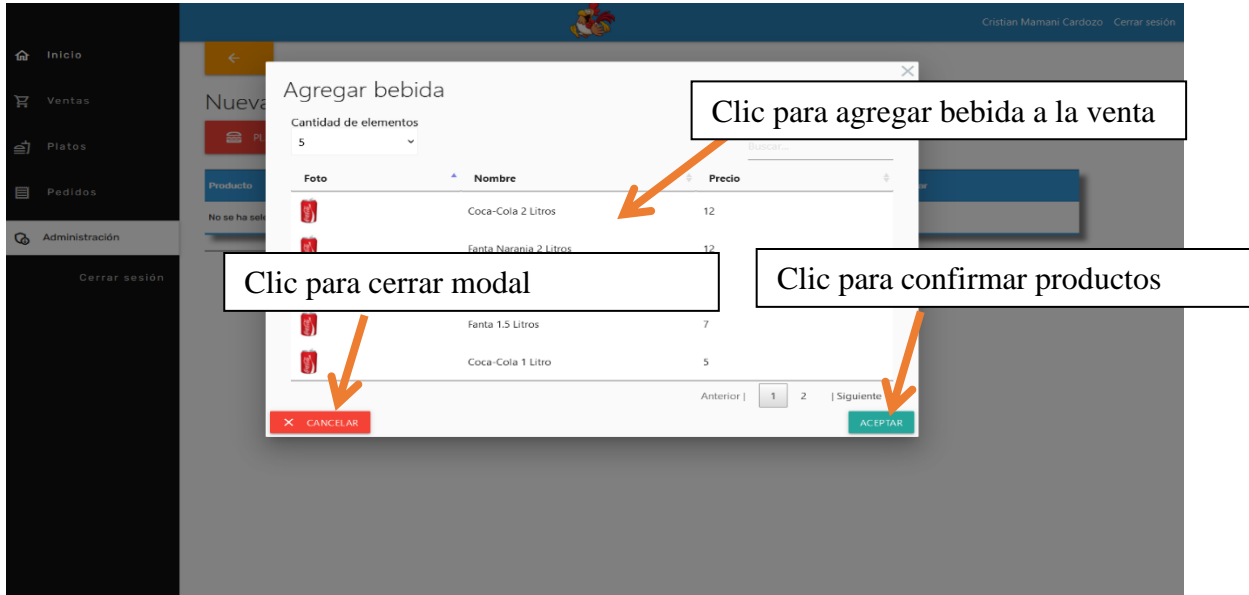 Cristian Mamani Cardozo Cerrar sesión
Inicio
Ventas
Platos
Pedidos
Administración
Cerrar sesión
Nueva
Producto
No se ha sele
Agregar bebida
Clic para agregar bebida a la venta
Cantidad de elementos
5
Buscar...
Foto Nombre Precio
Coca-Cola 2 Litros 12
Fanta Naranja 2 Litros 12
Clic para cerrar modal
Clic para confirmar productos
Fanta 1.5 Litros 7
Coca-Cola 1 Litro 5
Anterior | 1 2 | Siguiente
CANCELAR
ACEPTAR